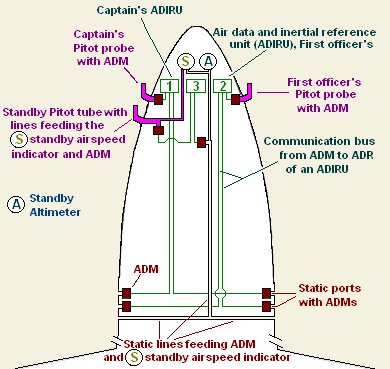 Captain's ADIRU
Captain's
Pitot probe
with ADM
Air data and inertial reference
unit (ADIRU), First officer's
S
A
1
3
2
First officer's
Pitot probe
with ADM
Standby Pitot tube with
lines feeding the
S standby airspeed
indicator and ADM
Communication bus
from ADM to ADR
of an ADIRU
A Standby
Altimeter
ADM
Static ports
with ADMs
Static lines feeding ADM
and S standby airspeed indicator